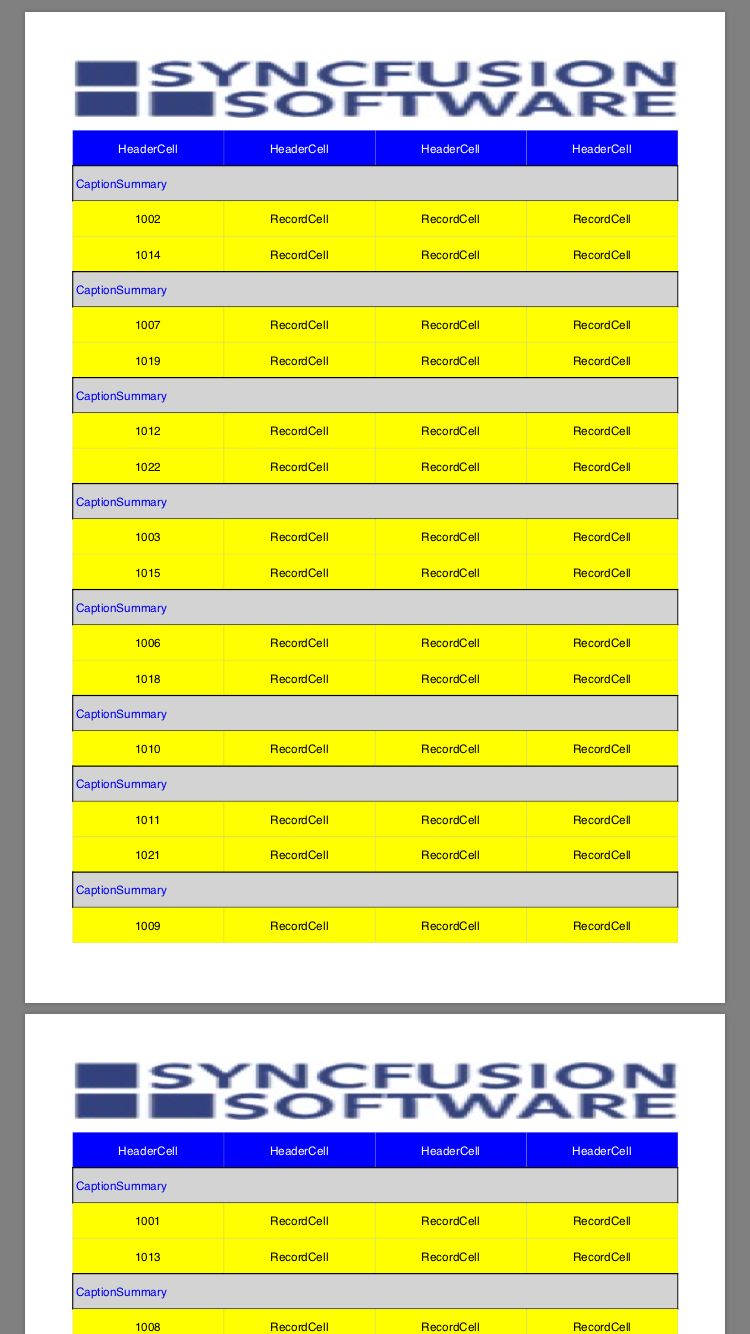 SYNCFUSION
SOFTWARE
HeaderCell HeaderCell HeaderCell HeaderCell
CaptionSummary
1002 RecordCell RecordCell RecordCell
1014 RecordCell RecordCell RecordCell
CaptionSummary
1007 RecordCell RecordCell RecordCell
1019 RecordCell RecordCell RecordCell
CaptionSummary
1012 RecordCell RecordCell RecordCell
1022 RecordCell RecordCell RecordCell
CaptionSummary
1003 RecordCell RecordCell RecordCell
1015 RecordCell RecordCell RecordCell
CaptionSummary
1006 RecordCell RecordCell RecordCell
1018 RecordCell RecordCell RecordCell
CaptionSummary
1010 RecordCell RecordCell RecordCell
CaptionSummary
1011 RecordCell RecordCell RecordCell
1021 RecordCell RecordCell RecordCell
CaptionSummary
1009 RecordCell RecordCell RecordCell
SYNCFUSION
SOFTWARE
HeaderCell HeaderCell HeaderCell HeaderCell
CaptionSummary
1001 RecordCell RecordCell RecordCell
1013 RecordCell RecordCell RecordCell
CaptionSummary
1008 RecordCell RecordCell RecordCell